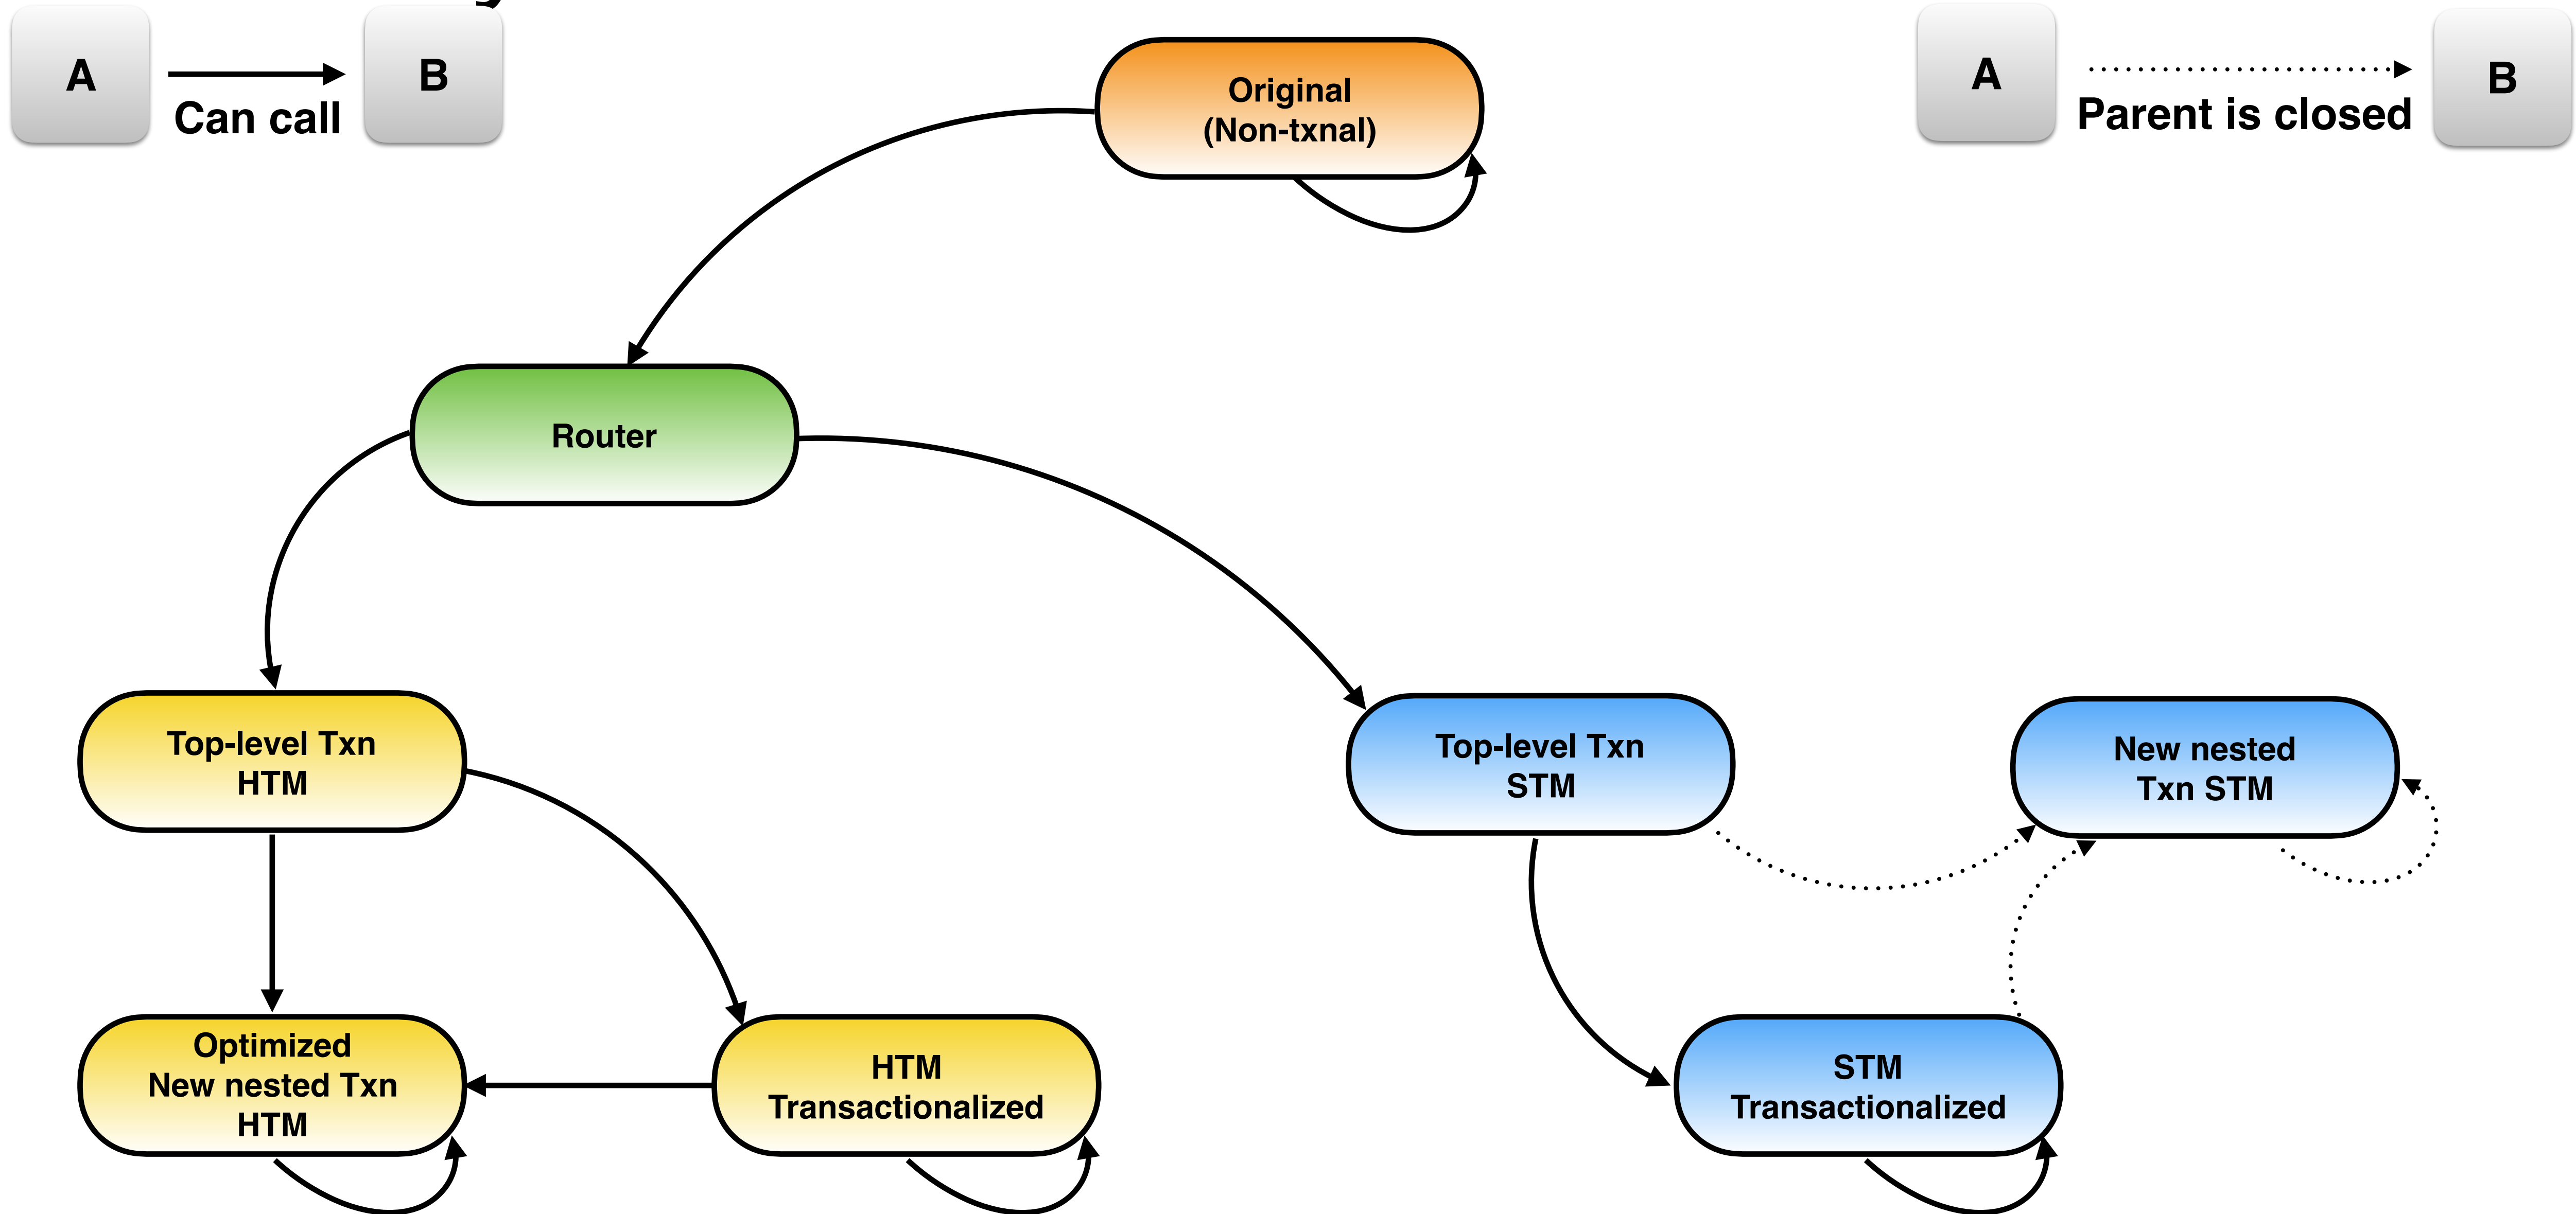 A
Can call
B
A
Parent is closed
B
Original
(Non-txnal)
Router
Top-level Txn
HTM
Top-level Txn
STM
New nested
Txn STM
Optimized
New nested Txn
HTM
HTM
Transactionalized
STM
Transactionalized